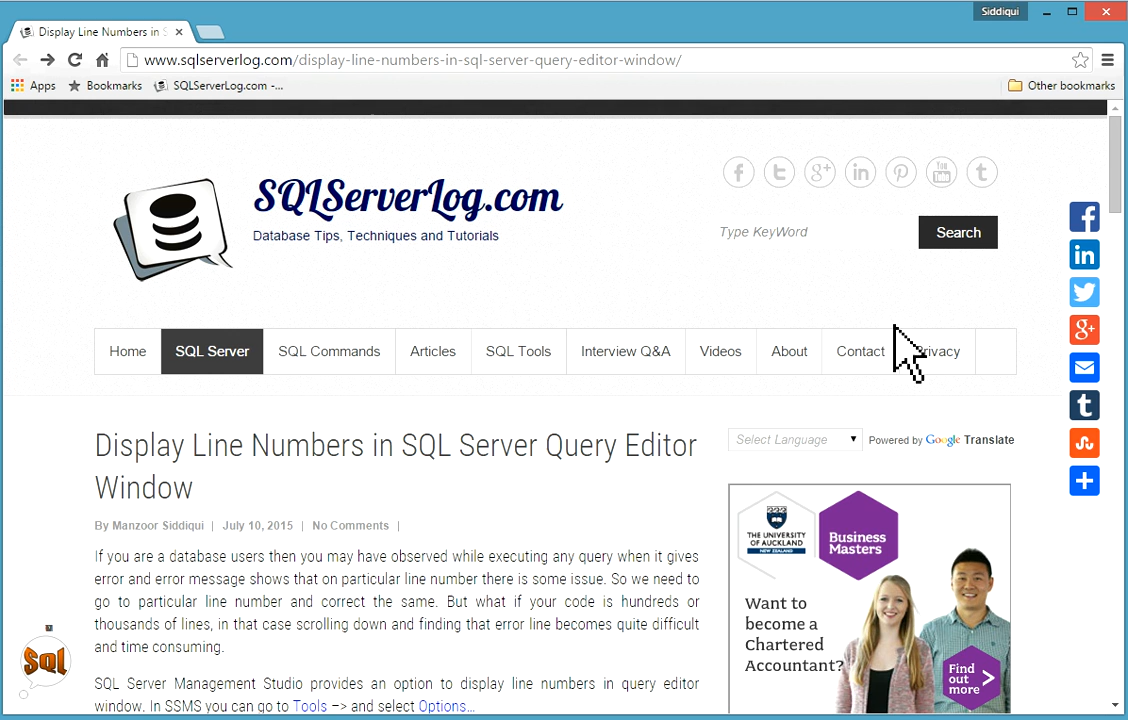 Siddiqui
Display Line Numbers in S
www.sqlserverlog.com/display-line-numbers-in-sql-server-query-editor-window/
Apps Bookmarks SQLServerLog.com -... Other bookmarks
SQLServerLog.com
Database Tips, Techniques and Tutorials
You
Tube
Type KeyWord Search
Home SQL Server SQL Commands Articles SQL Tools Interview Q&A Videos About Contact Privacy
Display Line Numbers in SQL Server Query Editor
Window
By Manzoor Siddiqui | July 10, 2015 | No Comments |
If you are a database users then you may have observed while executing any query when it gives
error and error message shows that on particular line number there is some issue. So we need to
go to particular line number and correct the same. But what if your code is hundreds or
thousands of lines, in that case scrolling down and finding that error line becomes quite difficult
and time consuming.
SQL Server Management Studio provides an option to display line numbers in query editor
window. In SSMS you can go to Tools –> and select Options…
Select Language Powered by Google Translate
THE UNIVERSITY
OF AUCKLAND
NEW ZEALAND
Business
Masters
Want to
become a
Chartered
Accountant?
Find
out
more
Sql